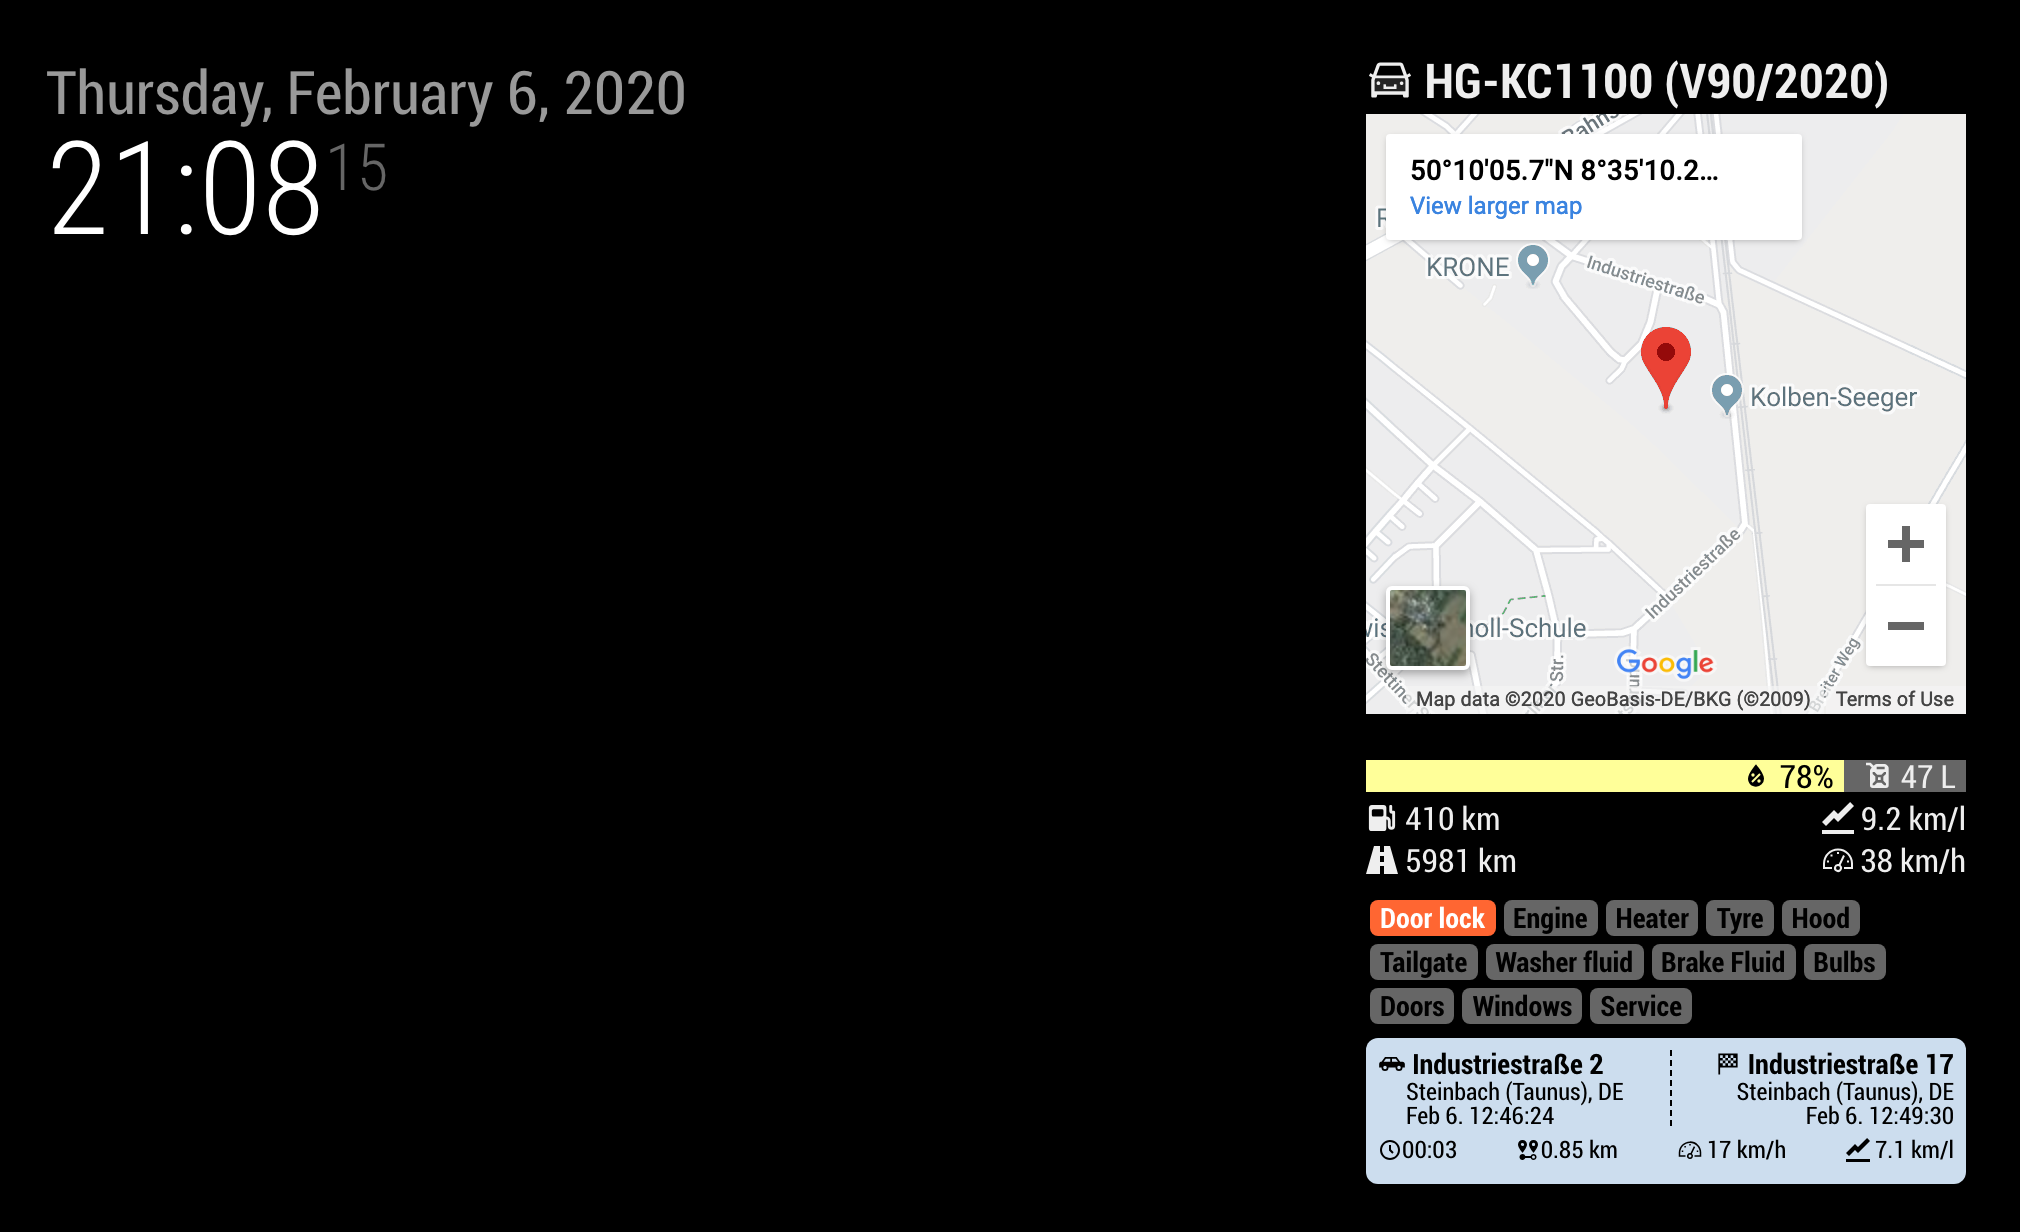 Thursday, February 6, 2020
21:08 15
HG-KC1100 (V90/2020)
Bahns
50°10'05.7"N 8°35'10.2...
View larger map
R
KRONE
Industriestraße
Kolben-Seeger
Industriestraße
oll-Schule
Google
Stettine
Str.
Breiter Weg
Map data ©2020 GeoBasis-DE/BKG (©2009) Terms of Use
78% 47 L
410 km 9.2 km/l
5981 km 38 km/h
Door lock Engine Heater Tyre Hood
Tailgate Washer fluid Brake Fluid Bulbs
Doors Windows Service
Industriestraße 2 Industriestraße 17
Steinbach (Taunus), DE Steinbach (Taunus), DE
Feb 6. 12:46:24 Feb 6. 12:49:30
00:03 0.85 km 17 km/h 7.1 km/l